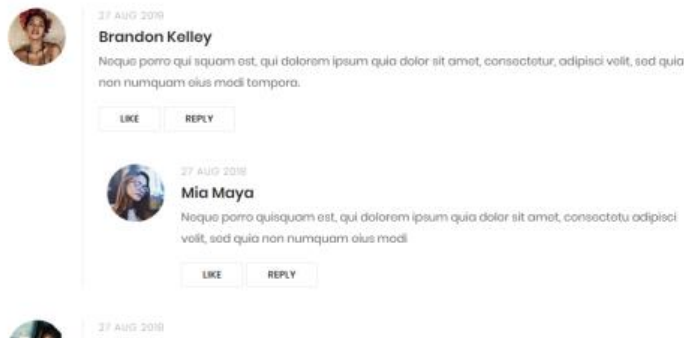 27 AUG 2018
Brandon Kelley
Neque porro qui squam est, qui dolorem ipsum quia dolor sit amet, consectetur, adipisci velit, sed quia
non numquam eius modi tempora.
LIKE REPLY
27 AUG 2018
Mia Maya
Neque porro quisquam est, qui dolorem ipsum quia dolor sit amet, consectetu adipisci
velit, sed quia non numquam eius modi
LIKE REPLY
27 AUG 2018